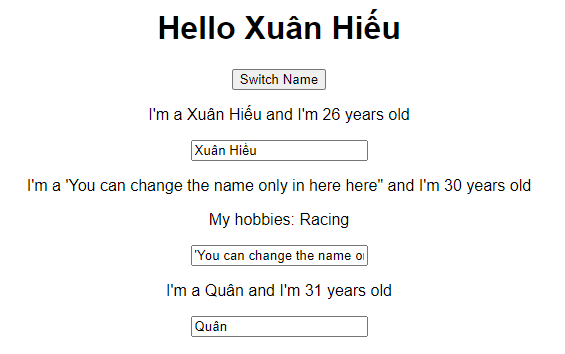 Hello Xuân Hiếu
Switch Name
I'm a Xuân Hiếu and I'm 26 years old
Xuân Hiếu
I'm a 'You can change the name only in here here" and I'm 30 years old
My hobbies: Racing
'You can change the name or
I'm a Quân and I'm 31 years old
Quân